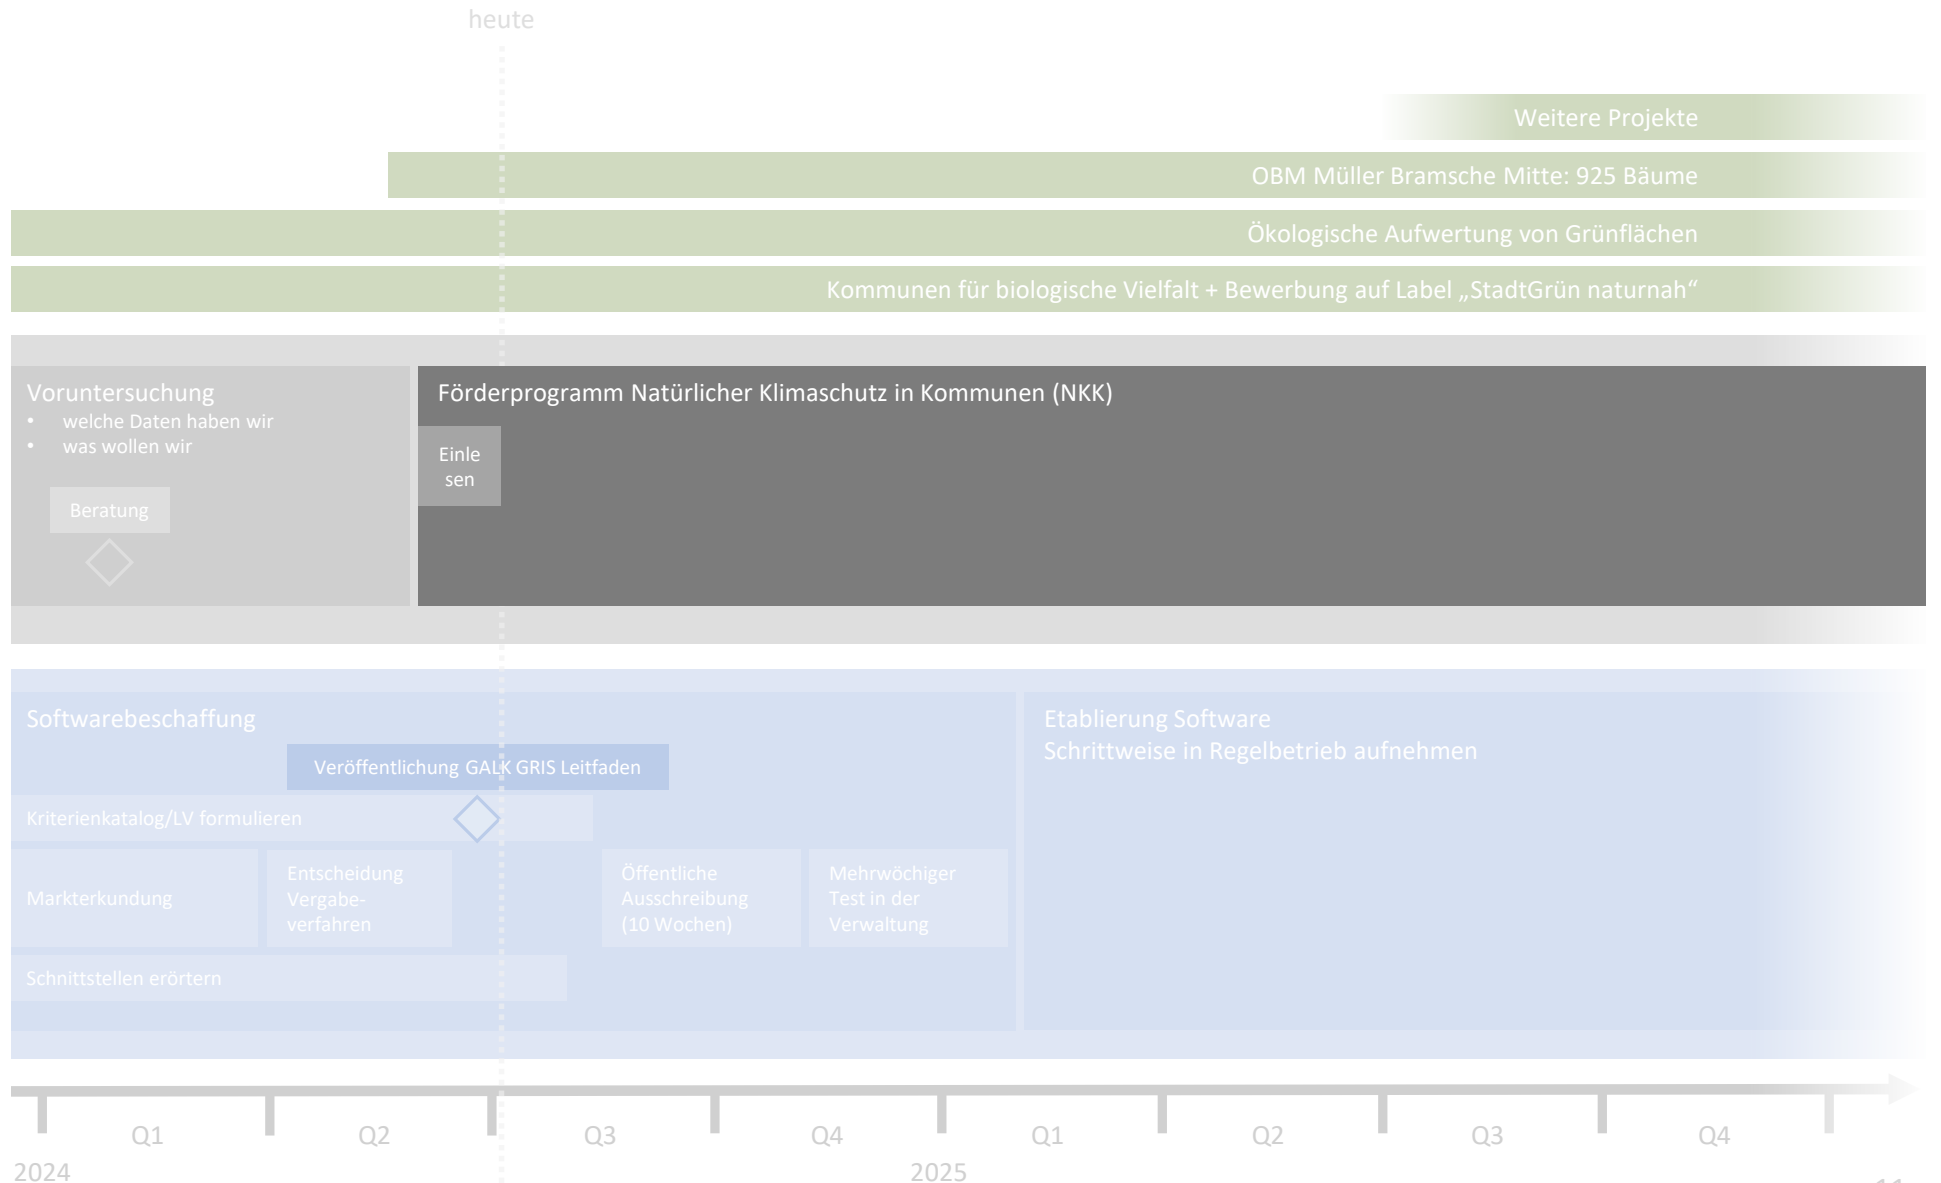 heute
Weitere Projekte
OBM Müller Bramsche Mitte: 925 Bäume
Ökologische Aufwertung von Grünflächen
Kommunen für biologische Vielfalt + Bewerbung auf Label „StadtGrün naturnah“
Voruntersuchung
• welche Daten haben wir
• was wollen wir
Beratung
Förderprogramm Natürlicher Klimaschutz in Kommunen (NKK)
Einle
sen
Softwarebeschaffung
Veröffentlichung GALK GRIS Leitfaden
Kriterienkatalog/LV formulieren
Markterkundung
Entscheidung
Vergabe-
verfahren
Öffentliche
Ausschreibung
(10 Wochen)
Mehrwöchiger
Test in der
Verwaltung
Schnittstellen erörtern
Etablierung Software
Schrittweise in Regelbetrieb aufnehmen
Q1 Q2 Q3 Q4 Q1 Q2 Q3 Q4
2024 2025